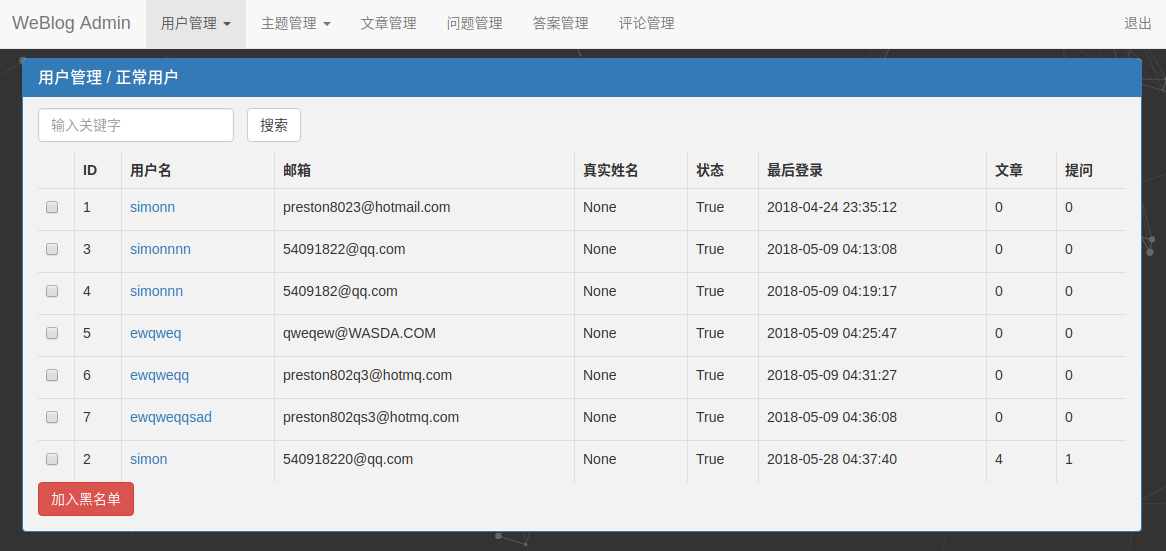 WeBlog Admin 用户管理 主题管理 文章管理 问题管理 答案管理 评论管理 退出
用户管理 / 正常用户
输入关键字 搜索
ID 用户名 邮箱 真实姓名 状态 最后登录 文章 提问
1 simonn preston8023@hotmail.com None True 2018-04-24 23:35:12 0 0
3 simonnnn 54091822@qq.com None True 2018-05-09 04:13:08 0 0
4 simonnn 5409182@qq.com None True 2018-05-09 04:19:17 0 0
5 ewqweq qweqew@WASDA.COM None True 2018-05-09 04:25:47 0 0
6 ewqweqq preston802q3@hotmq.com None True 2018-05-09 04:31:27 0 0
7 ewqweqqsad preston802qs3@hotmq.com None True 2018-05-09 04:36:08 0 0
2 simon 540918220@qq.com None True 2018-05-28 04:37:40 4 1
加入黑名单